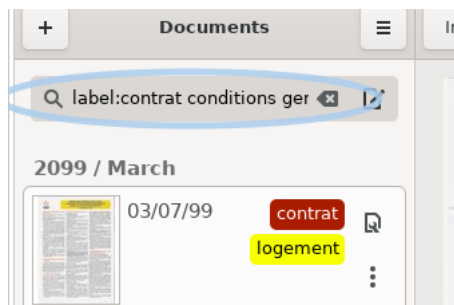 Documents
label:contrat conditions ger
2099 / March
03/07/99
contrat
logement